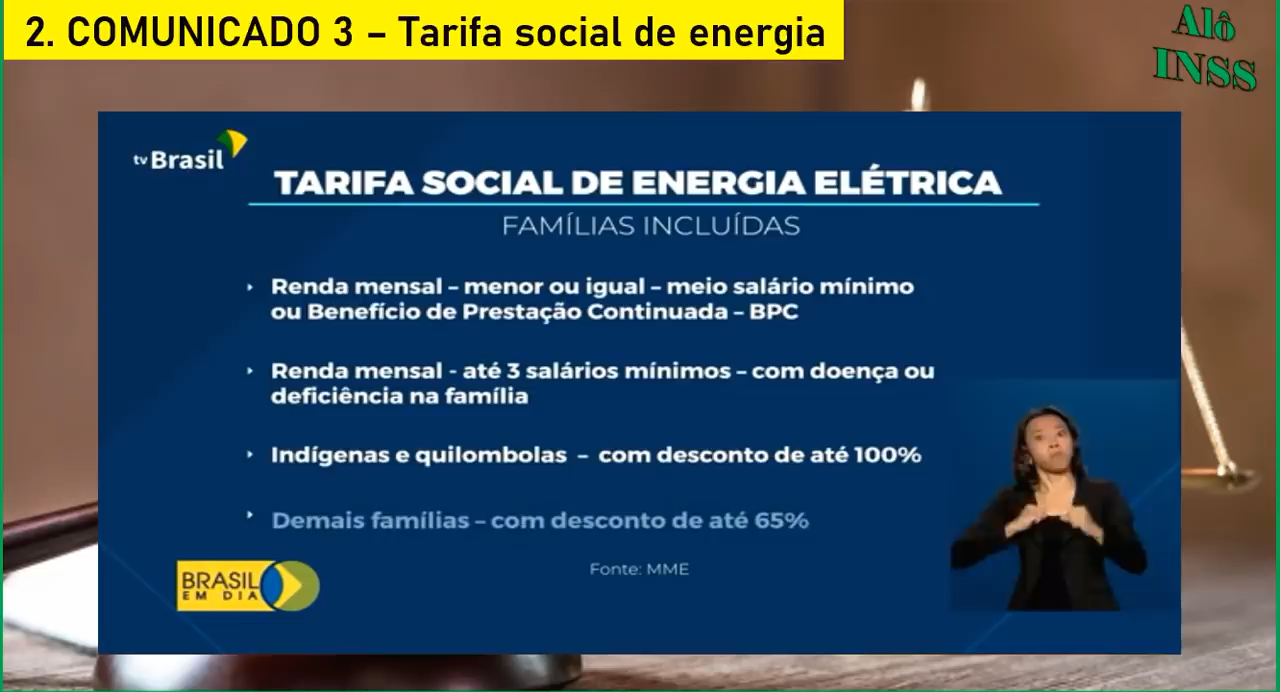 2. COMUNICADO 3 – Tarifa social de energia
Alô
INSS
tv Brasil
TARIFA SOCIAL DE ENERGIA ELÉTRICA
FAMÍLIAS INCLUÍDAS
Renda mensal – menor ou igual – meio salário mínimo
ou Benefício de Prestação Continuada – BPC
Renda mensal - até 3 salários mínimos – com doença ou
deficiência na família
Indígenas e quilombolas – com desconto de até 100%
Demais famílias – com desconto de até 65%
Fonte: MME
BRASIL
EM DIA